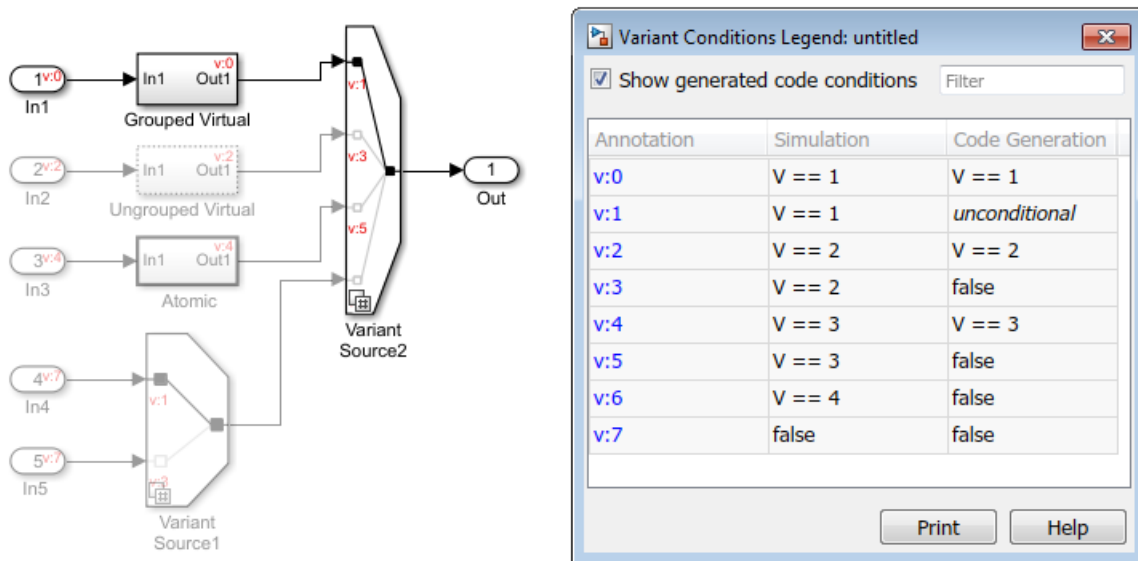 1 v:0
In1
In1 Out1 v:0
Grouped Virtual
2 v:2
In2
In1 Out1 v:2
Ungrouped Virtual
3 v:4
In3
In1 Out1 v:4
Atomic
4 v:7
In4
5 v:7
In5
v:1
v:3
Variant
Source1
v:1
v:3
v:5
Variant
Source2
1
Out
Variant Conditions Legend: untitled
Show generated code conditions Filter
Annotation Simulation Code Generation
v:0 V == 1 V == 1
v:1 V == 1 unconditional
v:2 V == 2 V == 2
v:3 V == 2 false
v:4 V == 3 V == 3
v:5 V == 3 false
v:6 V == 4 false
v:7 false false
Print Help